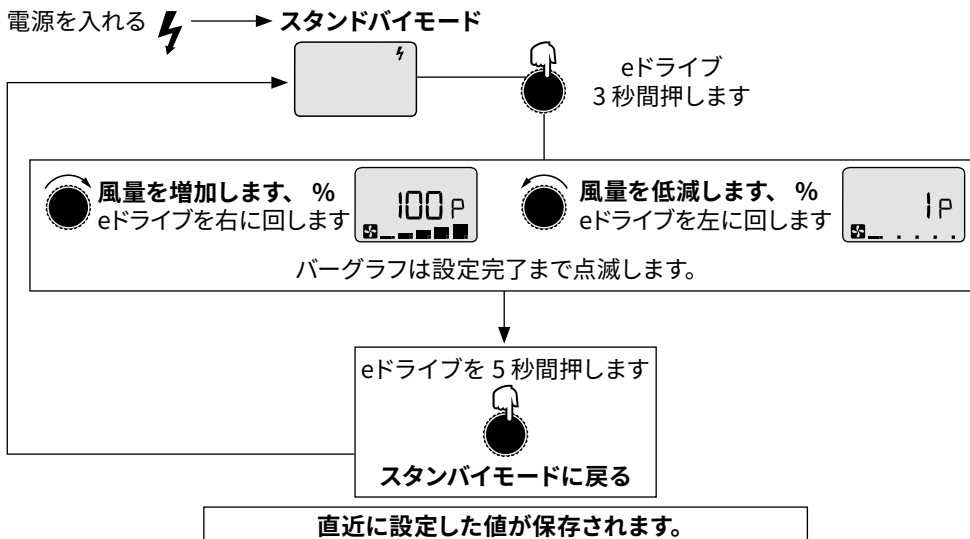 電源を入れる
スタンドバイモード
eドライブ
3 秒間押します
風量を増加します、 %
eドライブを右に回します
100 P
風量を低減します、 %
eドライブを左に回します
1P
バーグラフは設定完了まで点滅します。
eドライブを 5 秒間押します
スタンバイモードに戻る
直近に設定した値が保存されます。